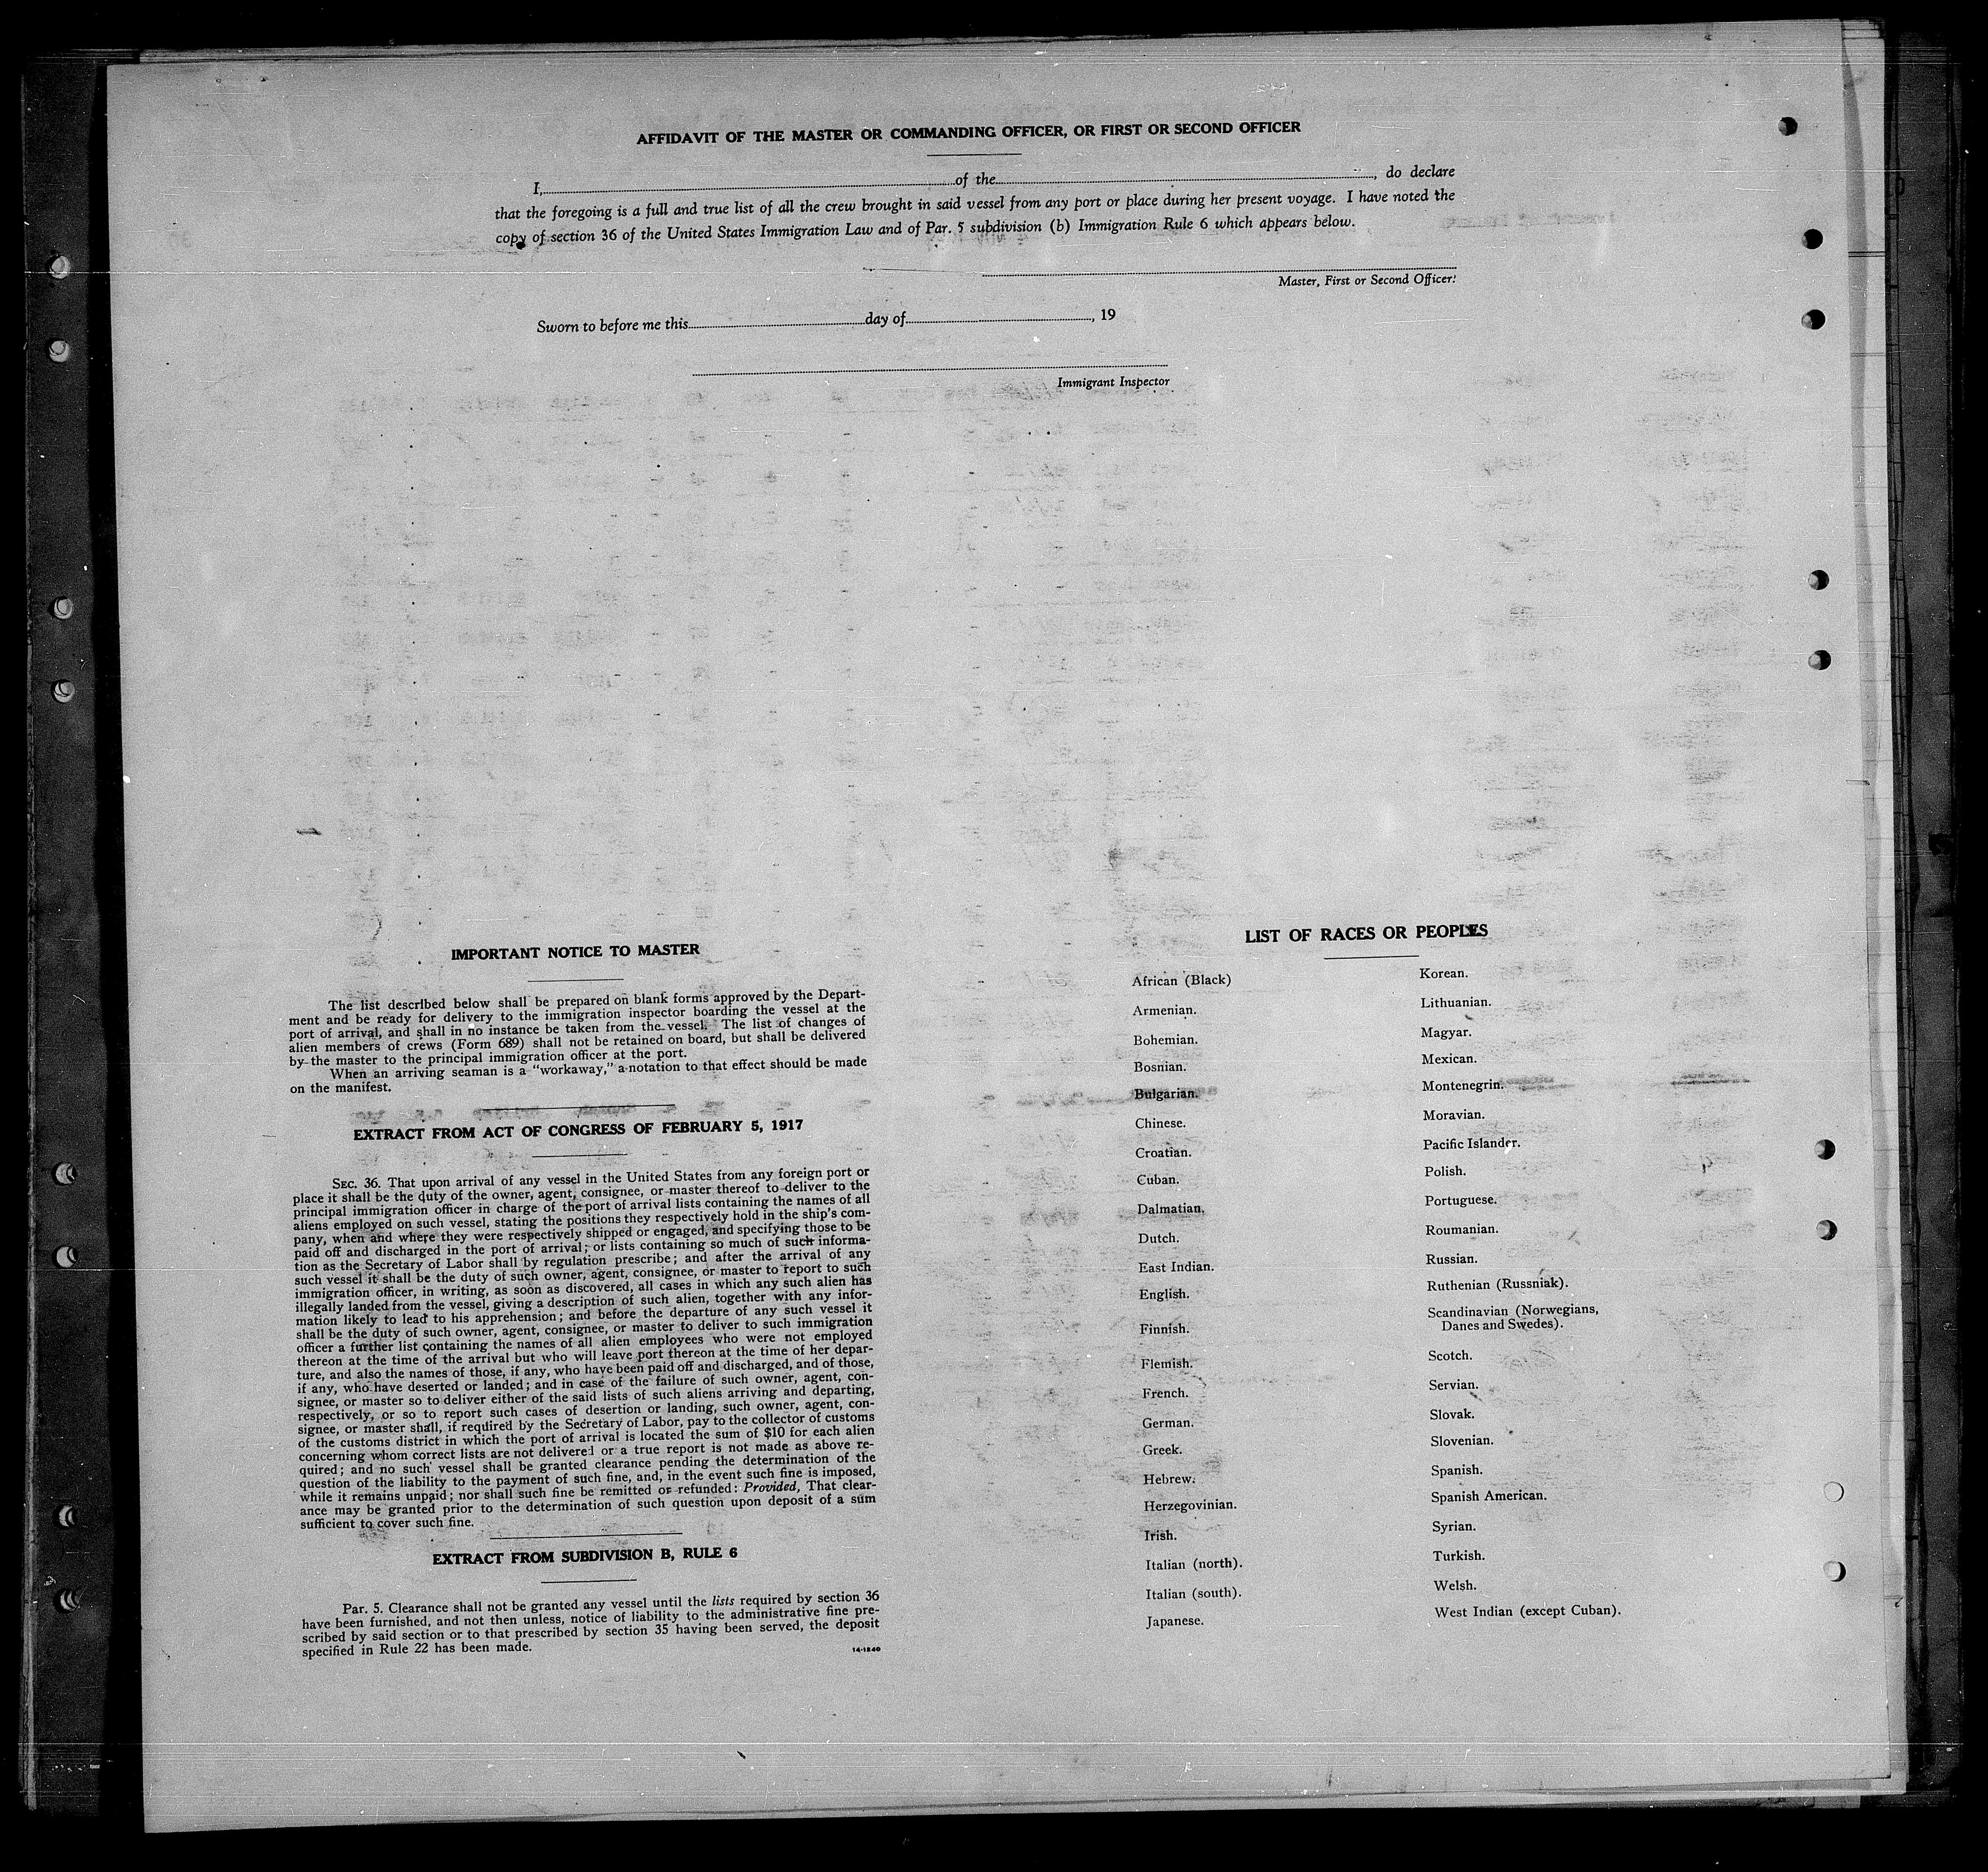 AFFIDAVIT OF THE MASTER OR COMMANDING OFFICER, OR FIRST OR SECOND OFFICER
I, of the , do declare
that the foregoing is a full and true list of all the crew brought in said vessel from any port or place during her present voyage. I have noted the
copy of section 36 of the United States Immigration Law and of Par. 5 subdivision (b) Immigration Rule 6 which appears below.
Master, First or Second Officer.
Sworn to before me this day of , 19
Immigrant Inspector
IMPORTANT NOTICE TO MASTER
The list described below shall be prepared on blank forms approved by the Depart-
ment and be ready for delivery to the immigration inspector boarding the vessel at the
port of arrival, and shall in no instance be taken from the vessel. The list of changes of
alien members of crews (Form 689) shall not be retained on board, but shall be delivered
by the master to the principal immigration officer at the port.
When an arriving seaman is a "workaway," a notation to that effect should be made
on the manifest.
EXTRACT FROM ACT OF CONGRESS OF FEBRUARY 5, 1917
SEC. 36. That upon arrival of any vessel in the United States from any foreign port or
place it shall be the duty of the owner, agent, consignee, or master thereof to deliver to the
principal immigration officer in charge of the port of arrival lists containing the names of all
aliens employed on such vessel, stating the positions they respectively hold in the ship's com-
pany, when and where they were respectively shipped or engaged, and specifying those to be
paid off and discharged in the port of arrival; or lists containing so much of such informa-
tion as the Secretary of Labor shall by regulation prescribe; and after the arrival of any
such vessel it shall be the duty of such owner, agent, consignee, or master to report to such
immigration officer, in writing, as soon as discovered, all cases in which any such alien has
illegally landed from the vessel, giving a description of such alien, together with any infor-
mation likely to lead to his apprehension; and before the departure of any such vessel it
shall be the duty of such owner, agent, consignee, or master to deliver to such immigration
officer a further list containing the names of all alien employees who were not employed
thereon at the time of the arrival but who will leave port thereon at the time of her depar-
ture, and also the names of those, if any, who have been paid off and discharged, and of those,
if any, who have deserted or landed; and in case of the failure of such owner, agent, con-
signee, or master so to deliver either of the said lists of such aliens arriving and departing,
respectively, or so to report such cases of desertion or landing, such owner, agent, con-
signee, or master shall, if required by the Secretary of Labor, pay to the collector of customs
of the customs district in which the port of arrival is located the sum of $10 for each alien
concerning whom correct lists are not delivered or a true report is not made as above re-
quired; and no such vessel shall be granted clearance pending the determination of the
question of the liability to the payment of such fine, and, in the event such fine is imposed,
while it remains unpaid; nor shall such fine be remitted or refunded: Provided, That clear-
ance may be granted prior to the determination of such question upon deposit of a sum
sufficient to cover such fine.
EXTRACT FROM SUBDIVISION B, RULE 6
Par. 5. Clearance shall not be granted any vessel until the lists required by section 36
have been furnished, and not then unless, notice of liability to the administrative fine pre-
scribed by said section or to that prescribed by section 35 having been served, the deposit
specified in Rule 22 has been made.
14-1240
LIST OF RACES OR PEOPLES
African (Black)
Armenian.
Bohemian.
Bosnian.
Bulgarian.
Chinese.
Croatian.
Cuban.
Dalmatian.
Dutch.
East Indian.
English.
Finnish.
Flemish.
French.
German.
Greek.
Hebrew.
Herzegovinian.
Irish.
Italian (north).
Italian (south).
Japanese.
Korean.
Lithuanian.
Magyar.
Mexican.
Montenegrin.
Moravian.
Pacific Islander.
Polish.
Portuguese.
Roumanian.
Russian.
Ruthenian (Russniak).
Scandinavian (Norwegians,
Danes and Swedes).
Scotch.
Servian.
Slovak.
Slovenian.
Spanish.
Spanish American.
Syrian.
Turkish.
Welsh.
West Indian (except Cuban).